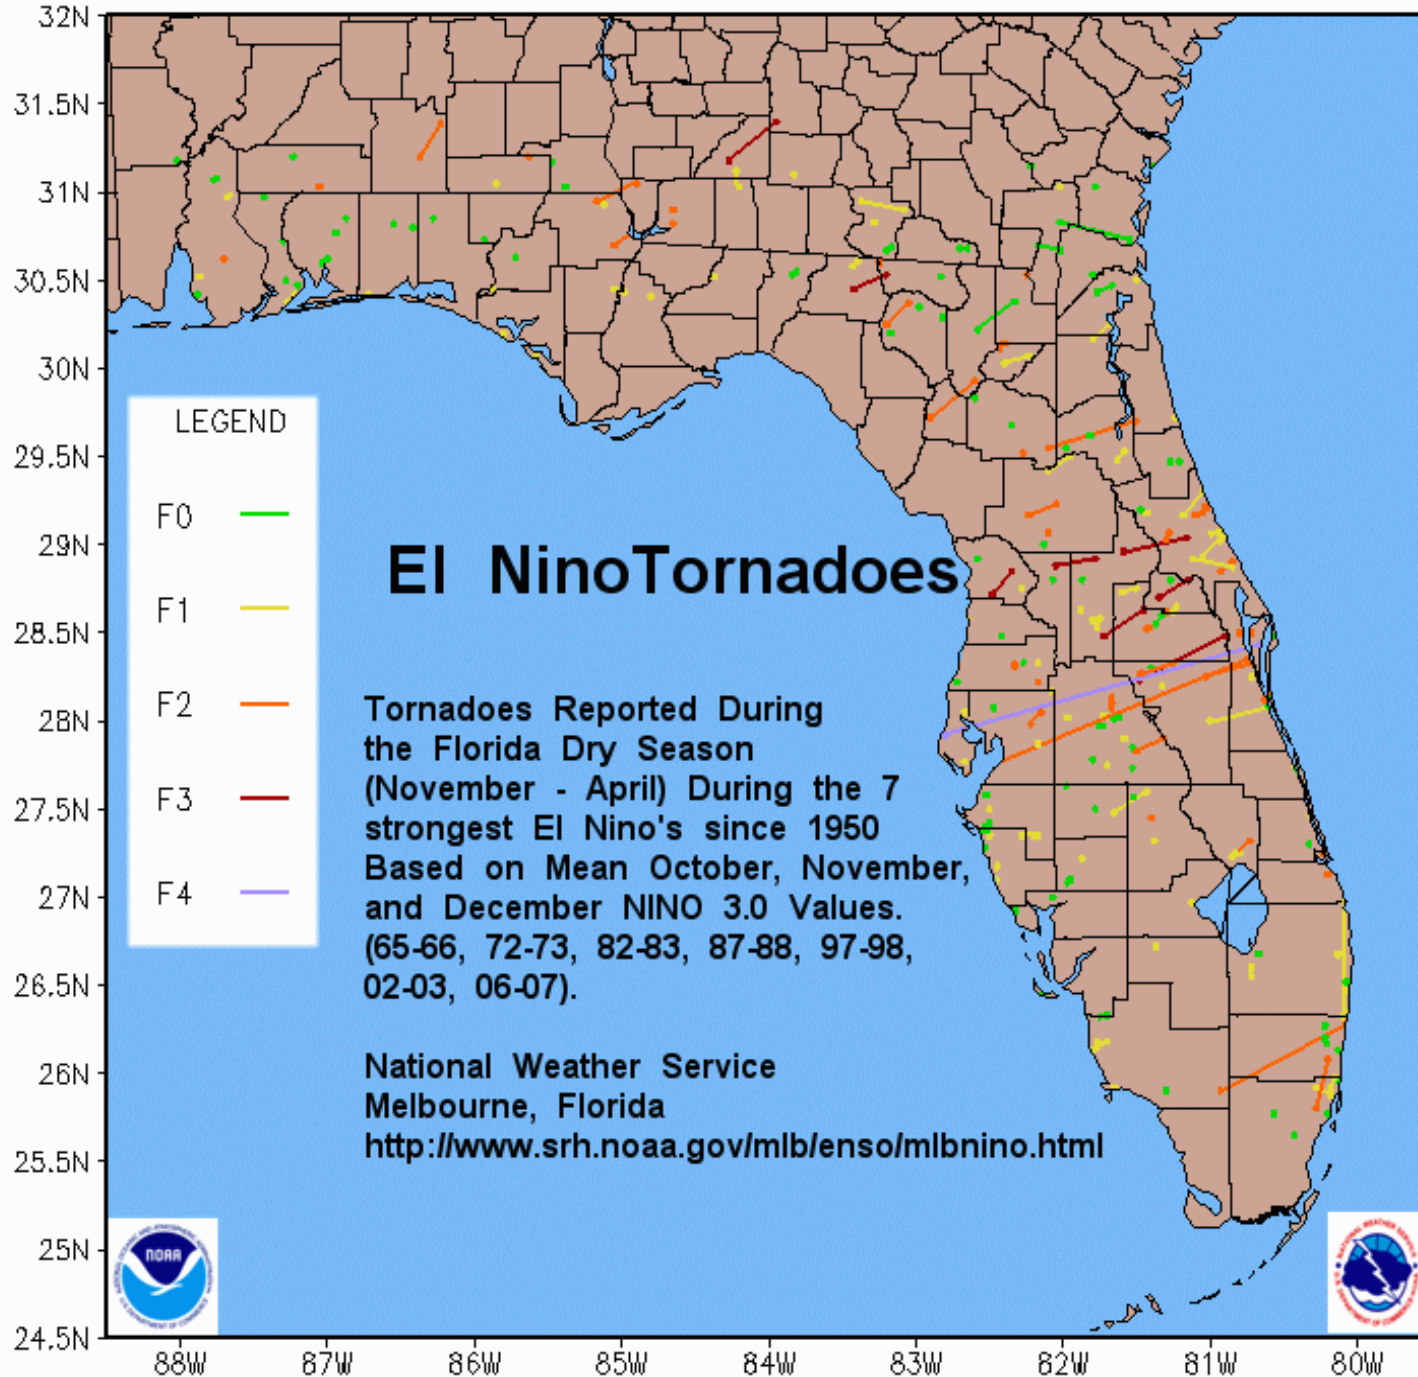 32N
31.5N
31N
30.5N
30N
29.5N
29N
28.5N
28N
27.5N
27N
26.5N
26N
25.5N
25N
24.5N
88W 87W 86W 85W 84W 83W 82W 81W 80W
LEGEND
F0
F1
F2
F3
F4
El NinoTornadoes
Tornadoes Reported During
the Florida Dry Season
(November - April) During the 7
strongest El Nino's since 1950
Based on Mean October, November,
and December NINO 3.0 Values.
(65-66, 72-73, 82-83, 87-88, 97-98,
02-03, 06-07).
National Weather Service
Melbourne, Florida
http://www.srh.noaa.gov/mlb/enso/mlbnino.html
NOAA
NATIONAL WEATHER SERVICE